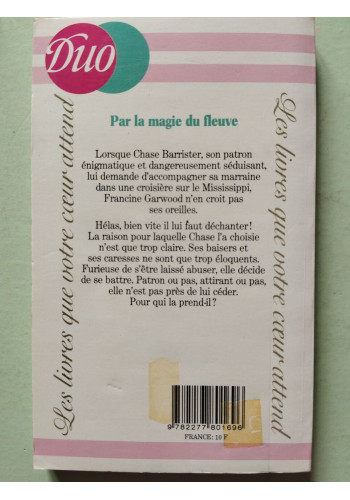 Duo
Par la magie du fleuve
Lorsque Chase Barrister, son patron
énigmatique et dangereusement séduisant,
lui demande d'accompagner sa marraine
dans une croisière sur le Mississippi,
Francine Garwood n'en croit pas
ses oreilles.
Hélas, bien vite il lui faut déchanter!
La raison pour laquelle Chase l'a choisie
n'est que trop claire. Ses baisers et
ses caresses ne sont que trop éloquents.
Furieuse de s'être laissé abuser, elle décide
de se battre. Patron ou pas, attirant ou pas,
elle n'est pas près de lui céder.
Pour qui la prend-il?
Les livres que votre cœur attend
Les livres que votre cœur attend
9 782277 801696
FRANCE: 10 F